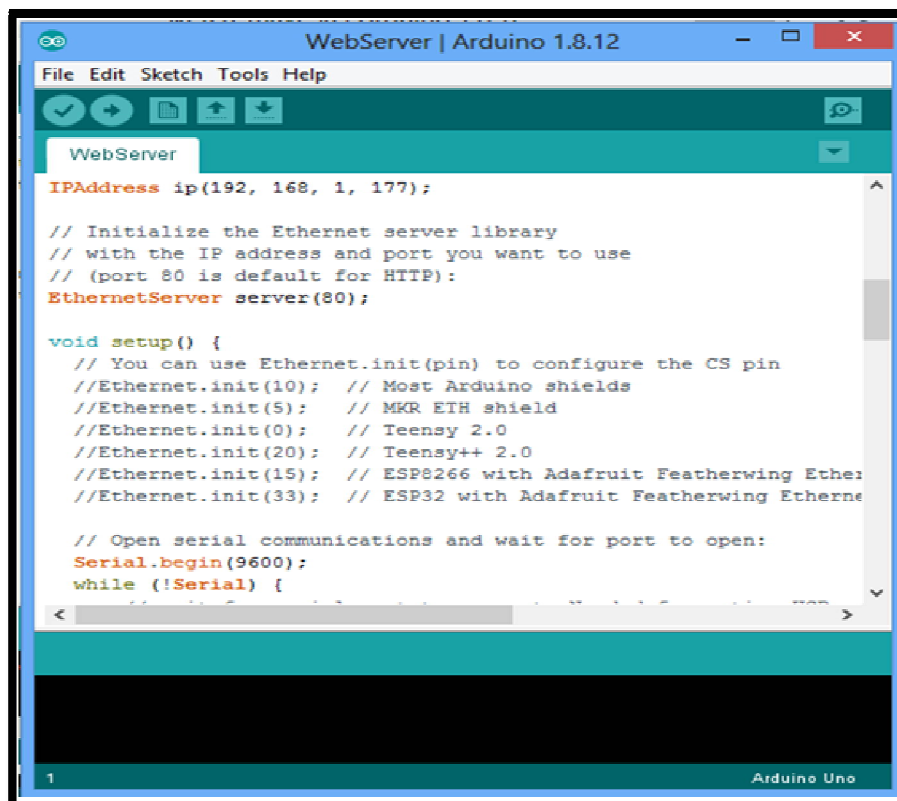 WebServer | Arduino 1.8.12
File Edit Sketch Tools Help
WebServer
IPAddress ip(192, 168, 1, 177);
// Initialize the Ethernet server library
// with the IP address and port you want to use
// (port 80 is default for HTTP):
EthernetServer server(80);
void setup() {
// You can use Ethernet.init(pin) to configure the CS pin
//Ethernet.init(10); // Most Arduino shields
//Ethernet.init(5); // MKR ETH shield
//Ethernet.init(0); // Teensy 2.0
//Ethernet.init(20); // Teensy++ 2.0
//Ethernet.init(15); // ESP8266 with Adafruit Featherwing Ether
//Ethernet.init(33); // ESP32 with Adafruit Featherwing Etherne
// Open serial communications and wait for port to open:
Serial.begin(9600);
while (!Serial) {
1
Arduino Uno